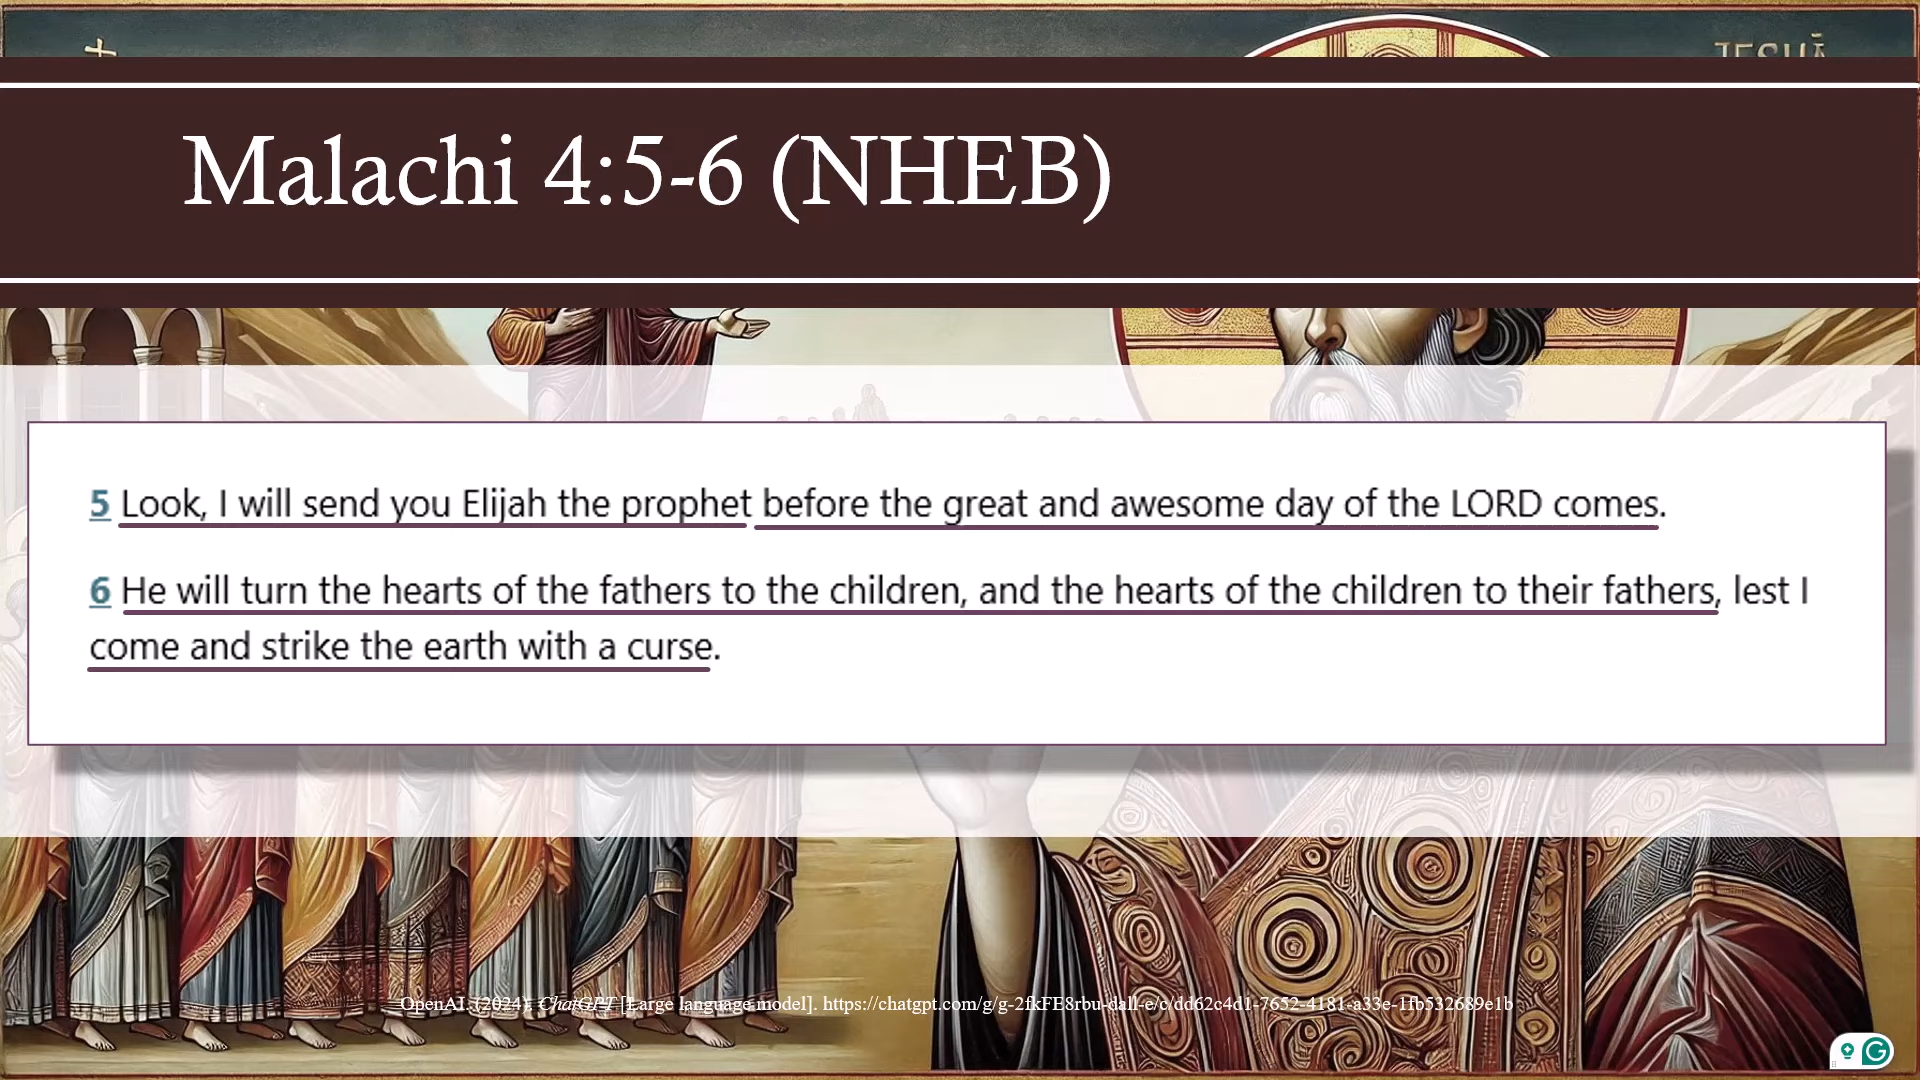 JESUĀ
Malachi 4:5-6 (NHEB)
5 Look, I will send you Elijah the prophet before the great and awesome day of the LORD comes.
6 He will turn the hearts of the fathers to the children, and the hearts of the children to their fathers, lest I
come and strike the earth with a curse.
OpenAI. (2024). ChatGPT [Large language model]. https://chatgpt.com/g/g-2fkFE8rbu-dall-e/c/dd62c4d1-7652-4181-a33e-1fb532689e1b